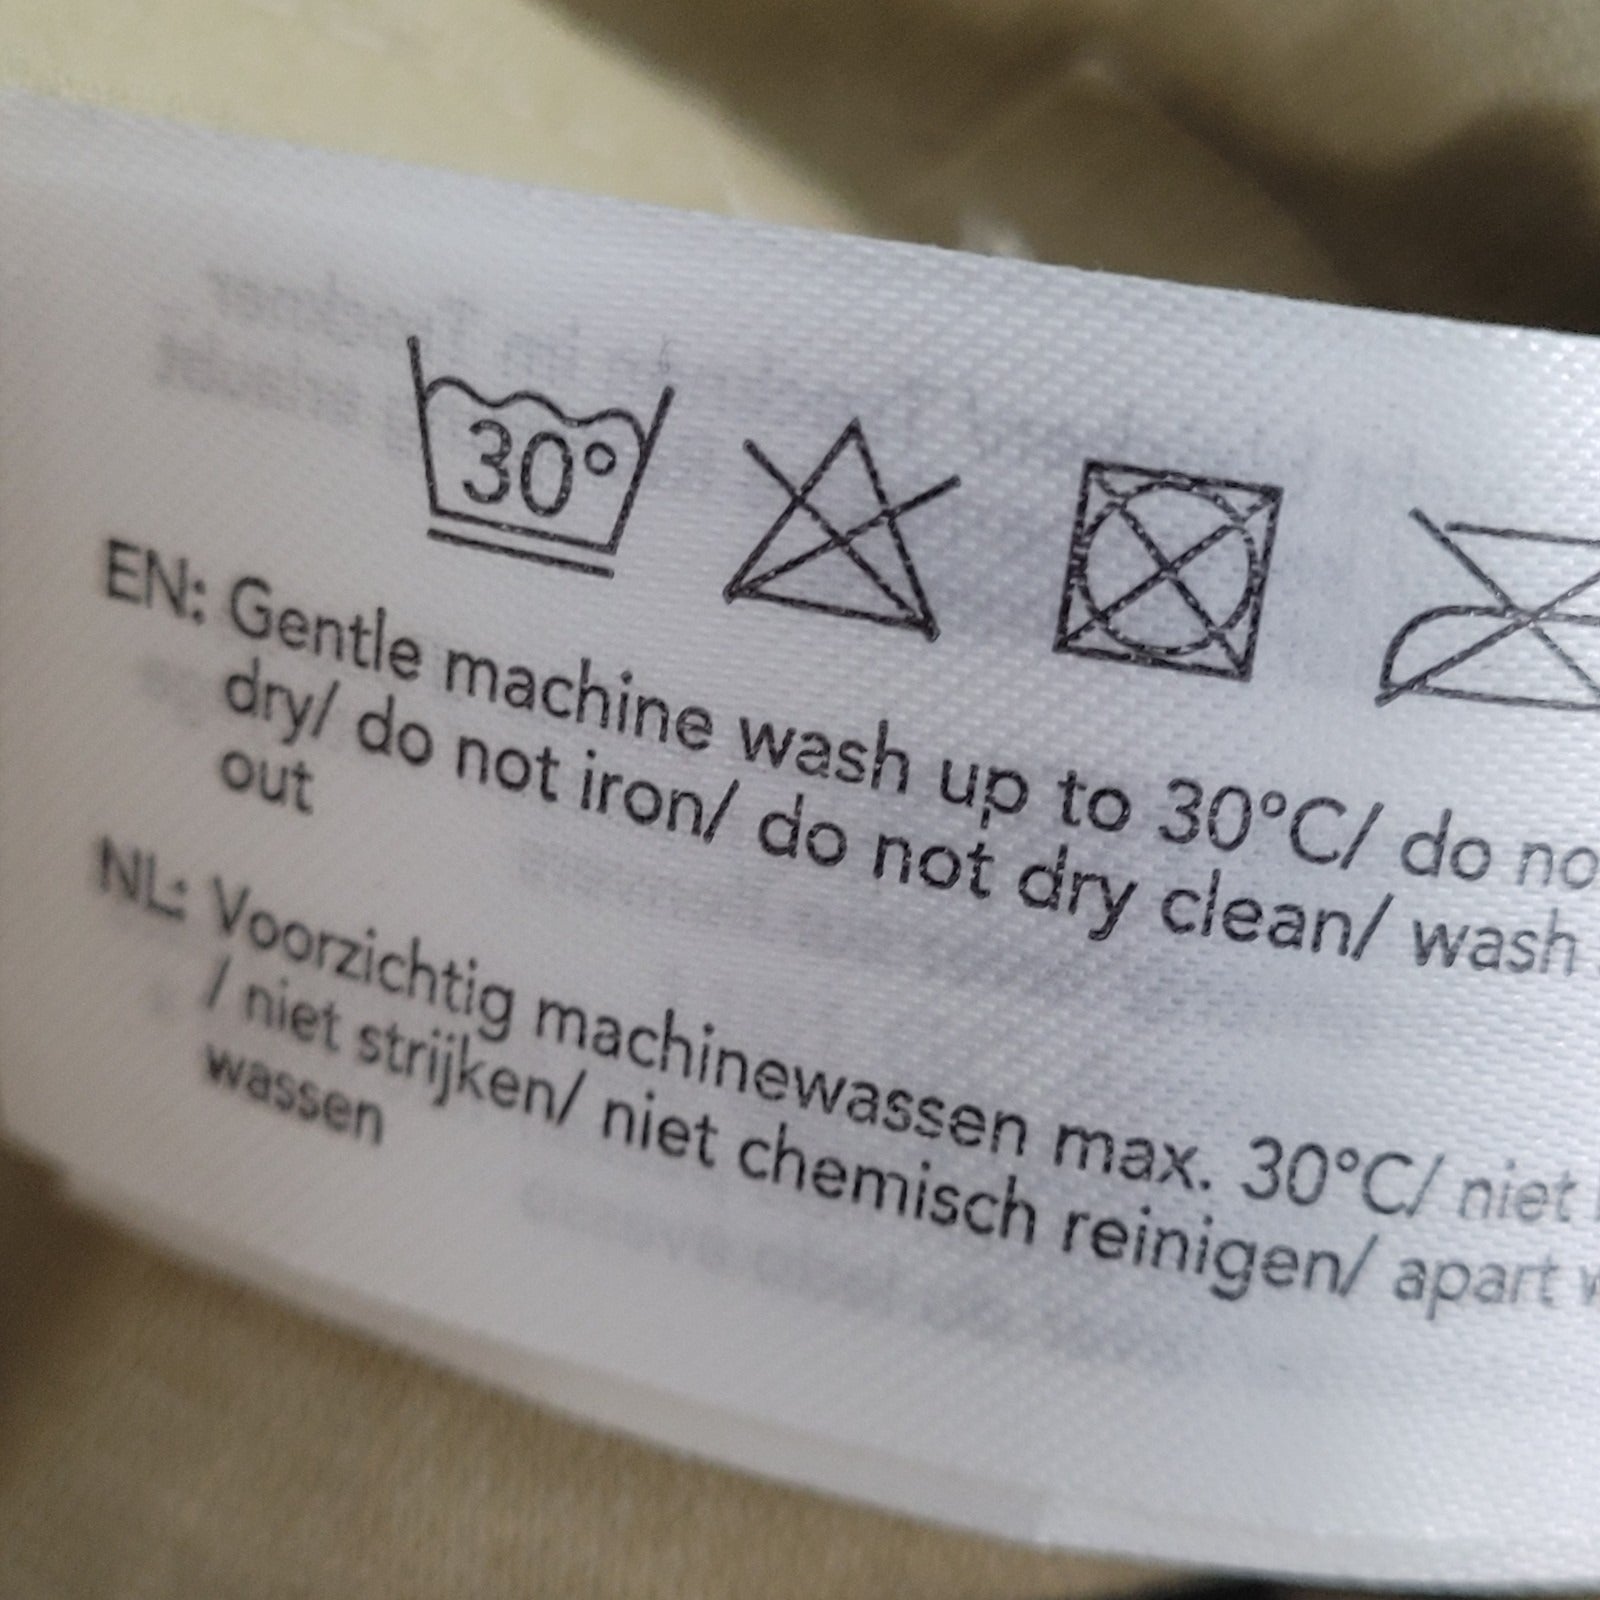 30°
EN: Gentle machine wash up to 30°C/ do
dry/ do not iron/ do not dry clean/ wash
out
NL: Voorzichtig machinewassen max. 30°C/ niet
/ niet strijken/ niet chemisch reinigen/ apart
wassen